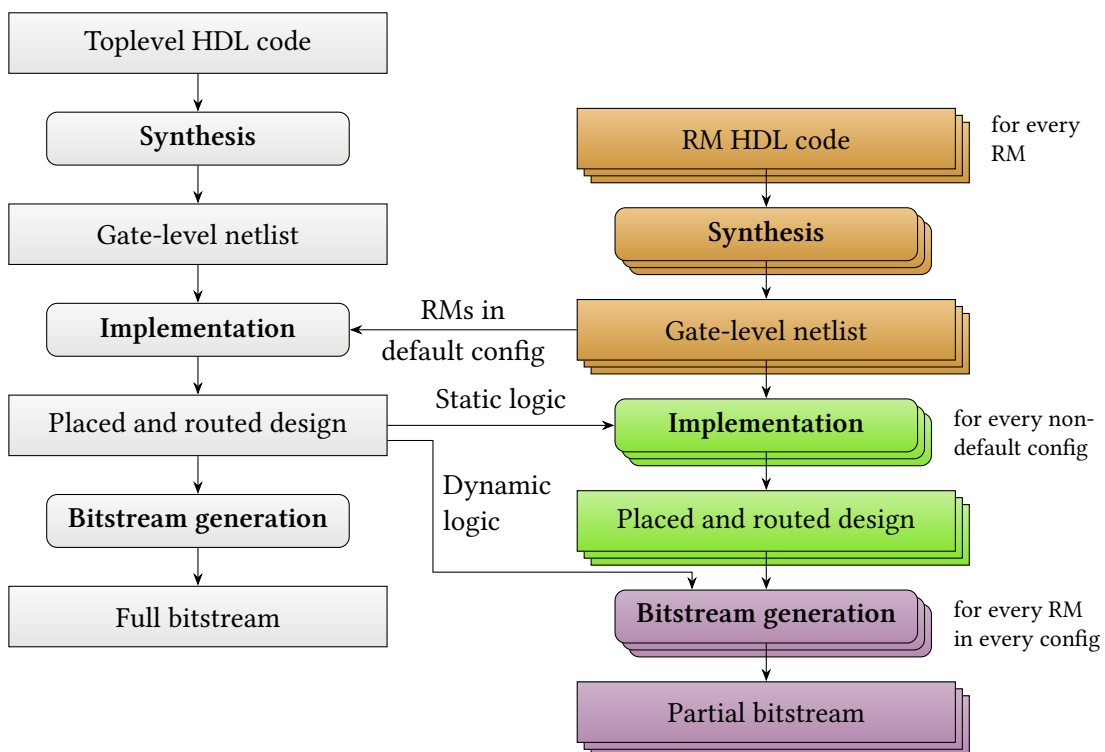 Toplevel HDL code
Synthesis
Gate-level netlist
Implementation
Placed and routed design
Bitstream generation
Full bitstream
RMs in
default config
Static logic
Dynamic
logic
RM HDL code
for every
RM
Synthesis
Gate-level netlist
Implementation
for every non-
default config
Placed and routed design
Bitstream generation
for every RM
in every config
Partial bitstream